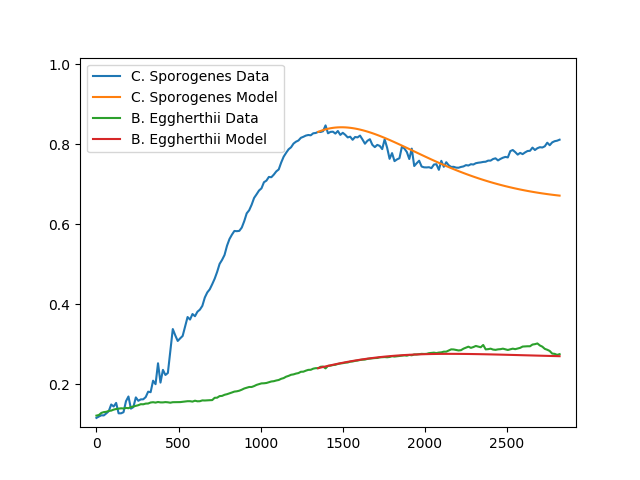 1.0
0.8
0.6
0.4
0.2
C. Sporogenes Data
C. Sporogenes Model
B. Eggherthii Data
B. Eggherthii Model
0 500 1000 1500 2000 2500